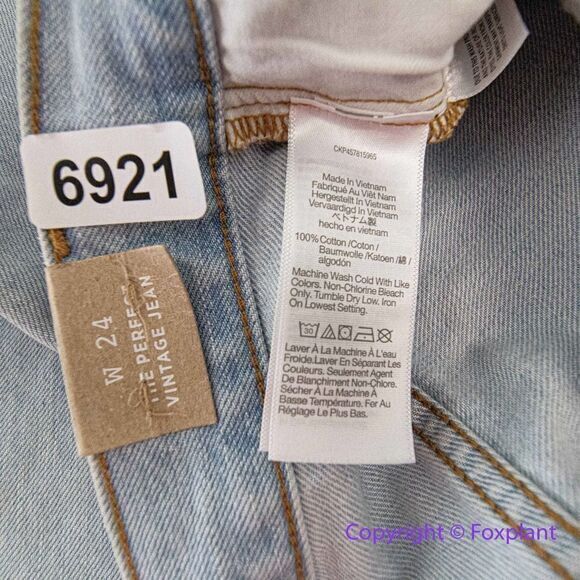 6921
W 24
THE PERFECT
VINTAGE JEAN
CKP457815965
Made In Vietnam
Fabriqué Au Viêt Nam
Hergestellt In Vietnam
Vervaardigd In Vietnam
ベトナム製
hecho en vietnam
100% Cotton /Coton /
Baumwolle /Katoen /綿 /
algodón
Machine Wash Cold With Like
Colors. Non-Chlorine Bleach
Only. Tumble Dry Low. Iron
On Lowest Setting.
Laver À La Machine À L'eau
Froide.Laver En Séparant Les
Couleurs. Seulement Agent
De Blanchiment Non-Chlore.
Sécher À La Machine À
Basse Température. Fer Au
Réglage Le Plus Bas.
Copyright © Foxplant